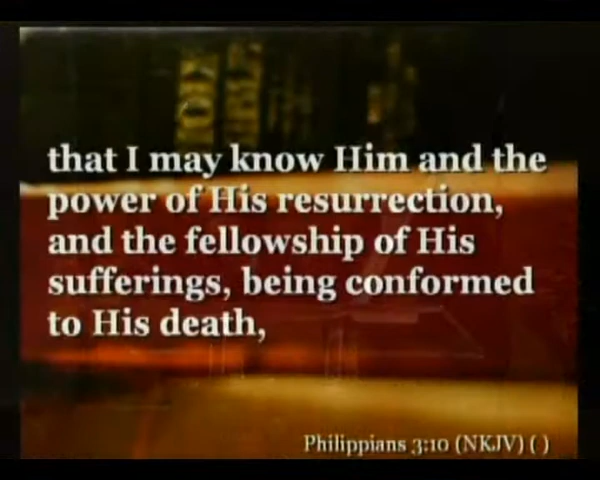 that I may know Him and the
power of His resurrection,
and the fellowship of His
sufferings, being conformed
to His death,
Philippians 3:10 (NKJV) ( )